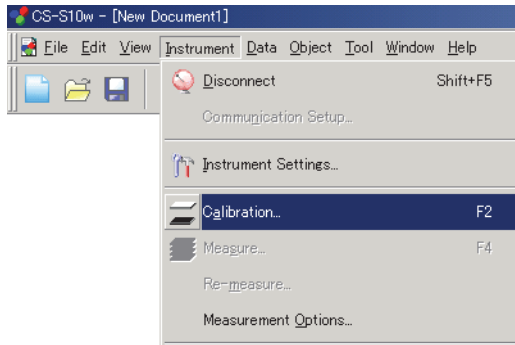 CS-S10w - [New Document1]
File Edit View Instrument Data Object Tool Window Help
Disconnect Shift+F5
Communication Setup...
Instrument Settings...
Calibration... F2
Measure... F4
Re-measure...
Measurement Options...